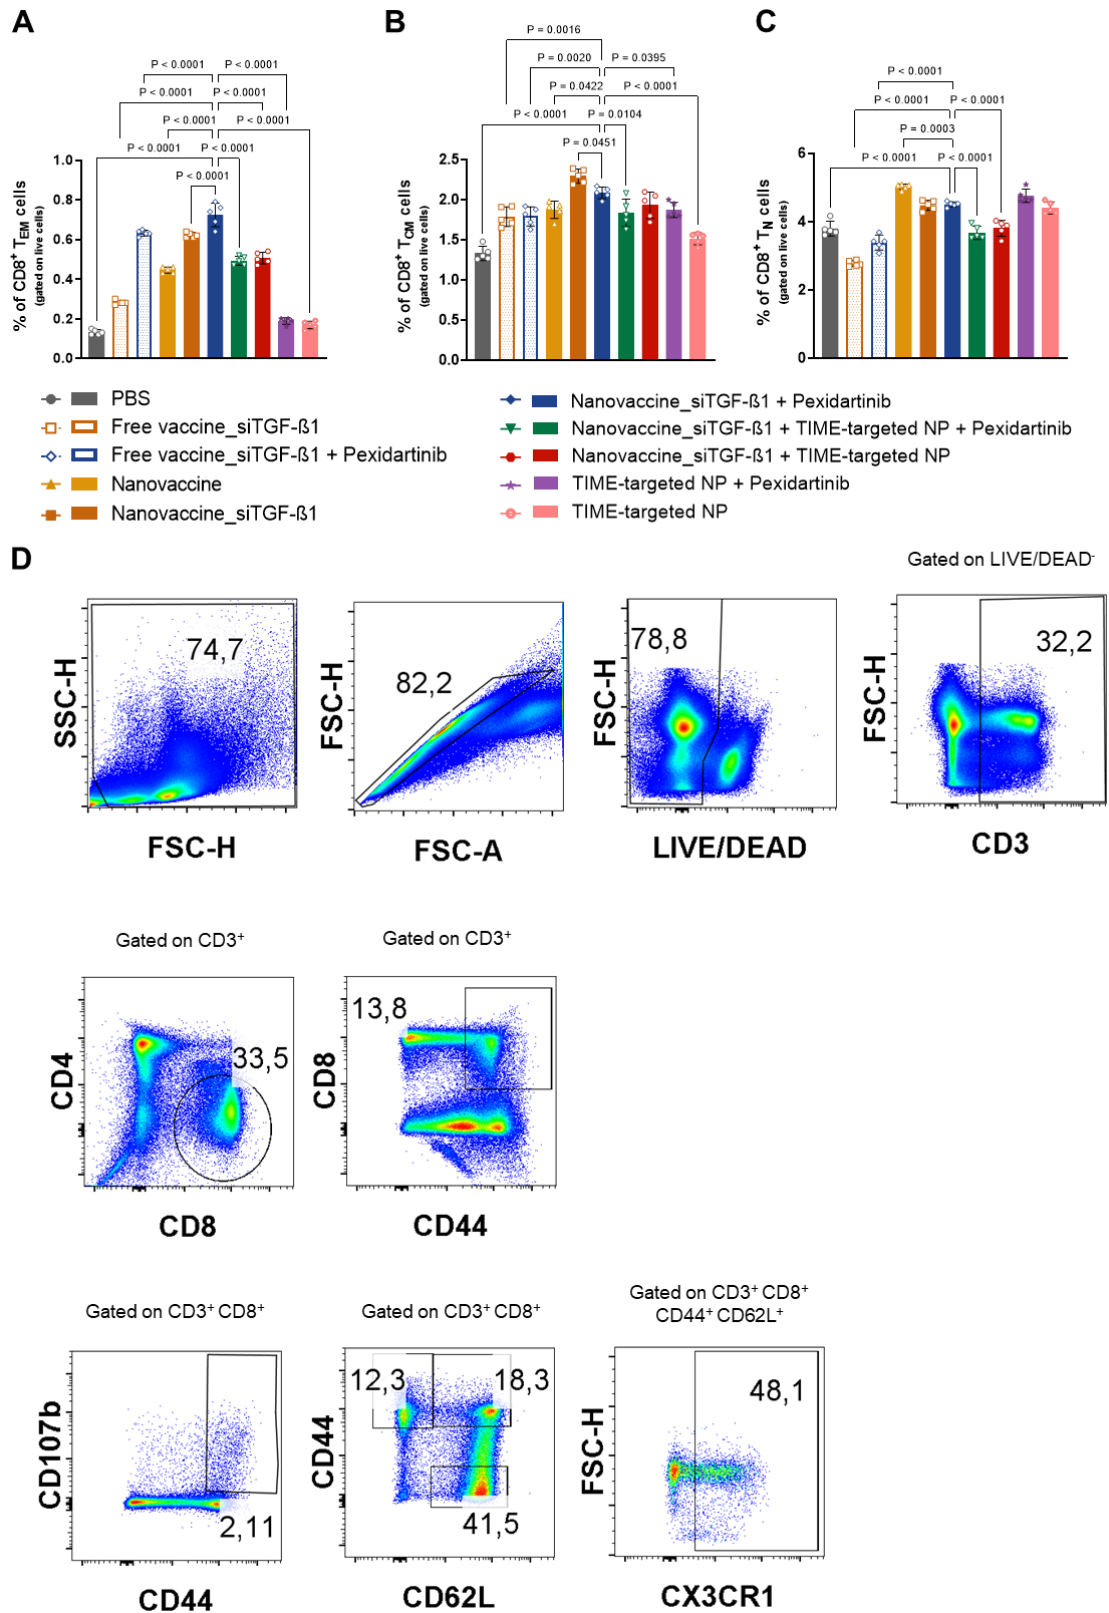 A
B
C
P = 0.0016
P < 0.0001
P < 0.0001
P = 0.0020
P = 0.0395
P < 0.0001
P < 0.0001
P = 0.0422
P < 0.0001
P < 0.0001
P < 0.0001
P < 0.0001
P < 0.0001
P < 0.0001
P = 0.0104
P = 0.0003
P < 0.0001
P < 0.0001
P = 0.0451
P < 0.0001
P < 0.0001
P < 0.0001
% of CD8+ TEM cells
(gated on live cells)
1.0
0.8
0.6
0.4
0.2
0.0
% of CD8+ TCM cells
(gated on live cells)
2.5
2.0
1.5
1.0
0.5
0.0
% of CD8+ TN cells
(gated on live cells)
6
4
2
0
PBS
Free vaccine_siTGF-ß1
Free vaccine_siTGF-ß1 + Pexidartinib
Nanovaccine
Nanovaccine_siTGF-ß1
Nanovaccine_siTGF-ß1 + Pexidartinib
Nanovaccine_siTGF-ß1 + TIME-targeted NP + Pexidartinib
Nanovaccine_siTGF-ß1 + TIME-targeted NP
TIME-targeted NP + Pexidartinib
TIME-targeted NP
D
Gated on LIVE/DEAD-
74,7
SSC-H
FSC-H
82,2
FSC-H
FSC-A
78,8
FSC-H
LIVE/DEAD
32,2
FSC-H
CD3
Gated on CD3+
33,5
CD4
CD8
Gated on CD3+
13,8
CD8
CD44
Gated on CD3+ CD8+
CD107b
2,11
CD44
Gated on CD3+ CD8+
12,3
18,3
CD44
41,5
CD62L
Gated on CD3+ CD8+
CD44+ CD62L+
48,1
FSC-H
CX3CR1